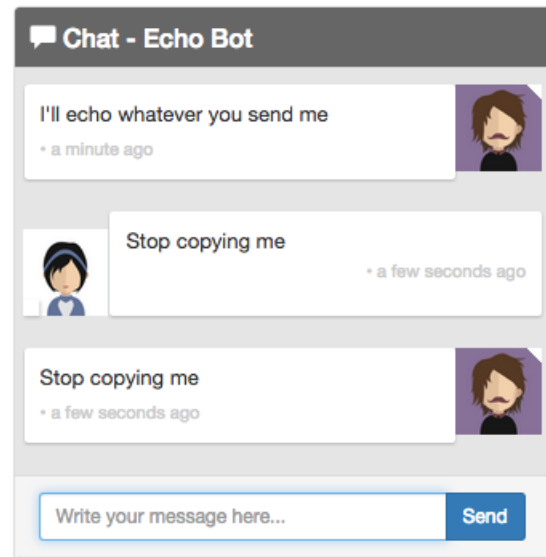 Chat - Echo Bot
I'll echo whatever you send me
• a minute ago
Stop copying me
• a few seconds ago
Stop copying me
• a few seconds ago
Write your message here... Send